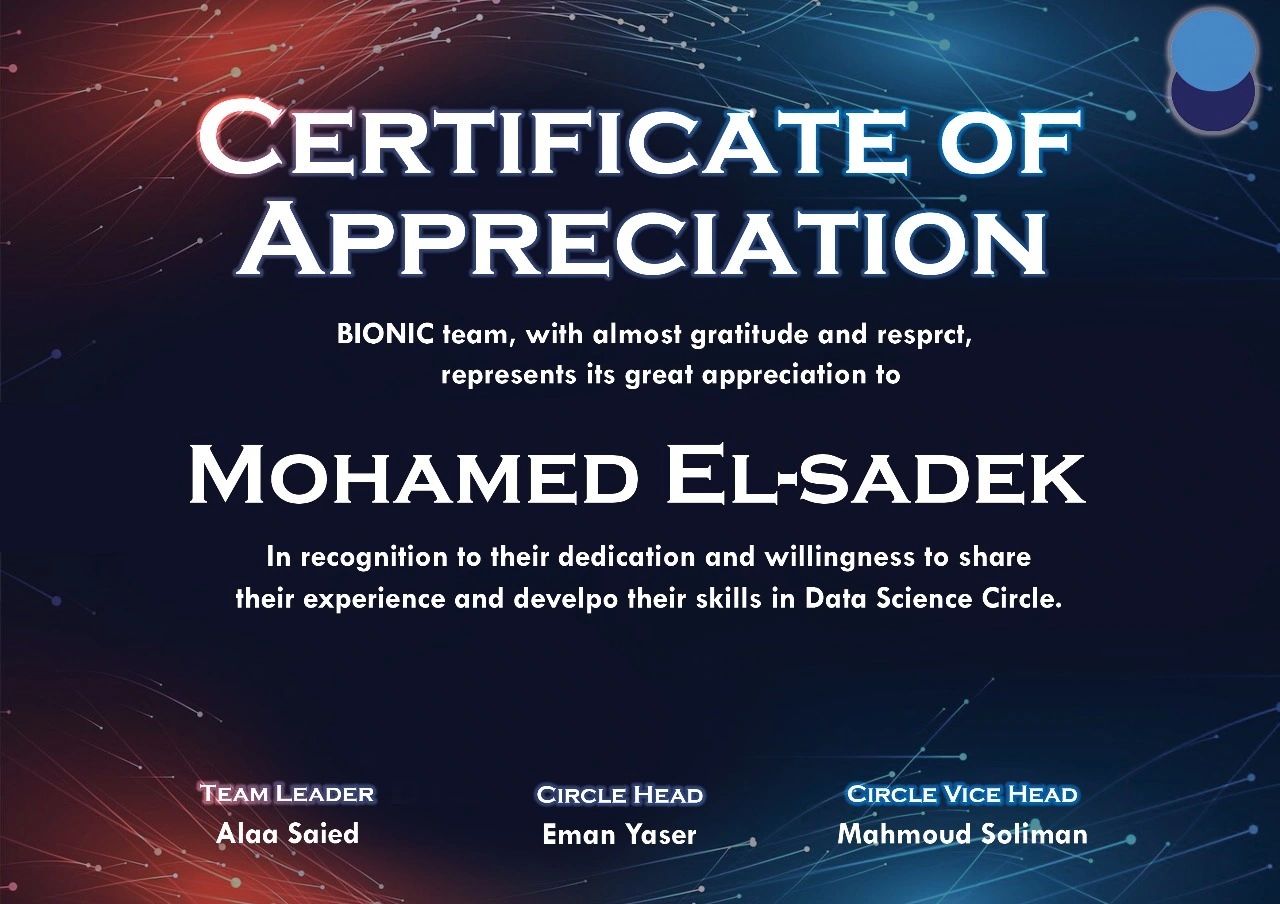 CERTIFICATE OF
APPRECIATION
BIONIC team, with almost gratitude and resprct,
represents its great appreciation to
MOHAMED EL-SADEK
In recognition to their dedication and willingness to share
their experience and develpo their skills in Data Science Circle.
TEAM LEADER CIRCLE HEAD CIRCLE VICE HEAD
Alaa Saied Eman Yaser Mahmoud Soliman